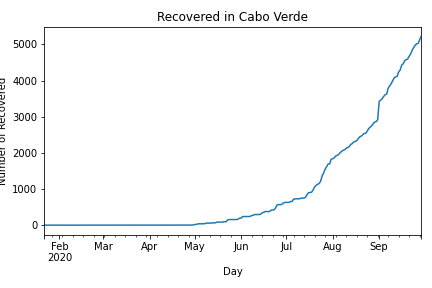 Recovered in Cabo Verde
Number of Recovered
5000
4000
3000
2000
1000
0
Feb Mar Apr May Jun Jul Aug Sep
2020
Day